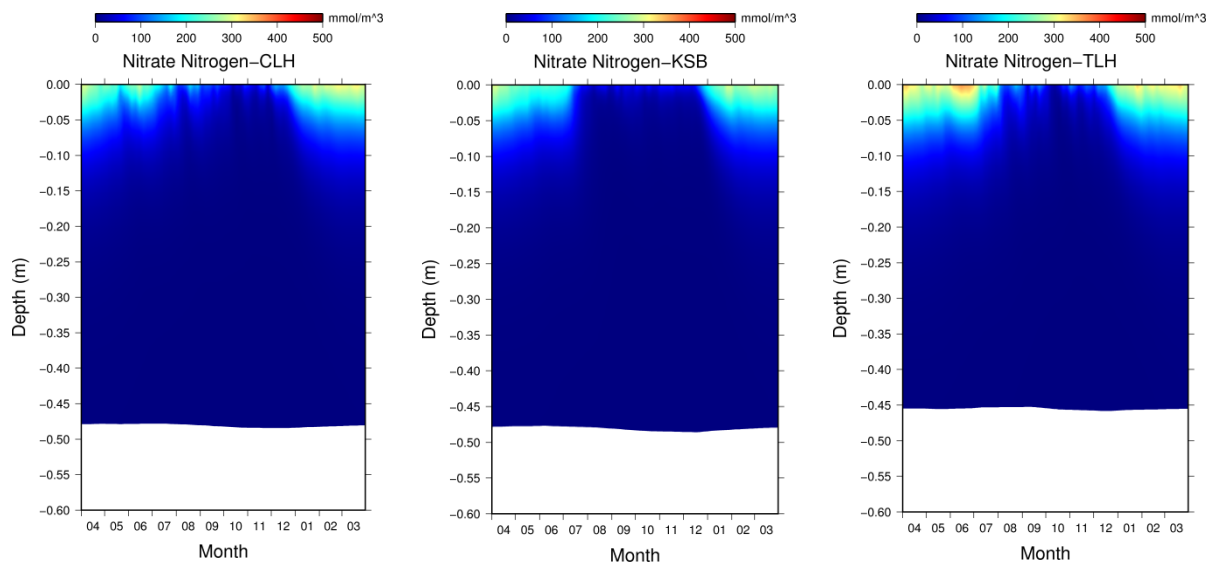 0 100 200 300 400 500 mmol/m^3
Nitrate Nitrogen−CLH
0.00
−0.05
−0.10
−0.15
−0.20
−0.25
−0.30
−0.35
−0.40
−0.45
−0.50
−0.55
−0.60
Depth (m)
04 05 06 07 08 09 10 11 12 01 02 03
Month
0 100 200 300 400 500 mmol/m^3
Nitrate Nitrogen−KSB
0.00
−0.05
−0.10
−0.15
−0.20
−0.25
−0.30
−0.35
−0.40
−0.45
−0.50
−0.55
−0.60
Depth (m)
04 05 06 07 08 09 10 11 12 01 02 03
Month
0 100 200 300 400 500 mmol/m^3
Nitrate Nitrogen−TLH
0.00
−0.05
−0.10
−0.15
−0.20
−0.25
−0.30
−0.35
−0.40
−0.45
−0.50
−0.55
−0.60
Depth (m)
04 05 06 07 08 09 10 11 12 01 02 03
Month